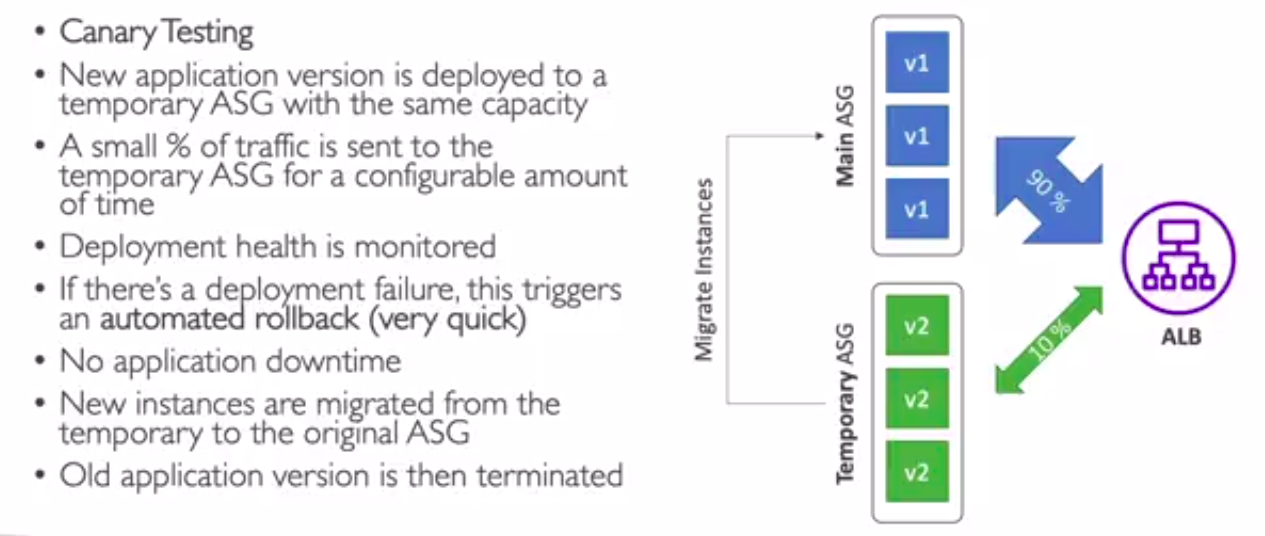 • Canary Testing
• New application version is deployed to a
temporary ASG with the same capacity
• A small % of traffic is sent to the
temporary ASG for a configurable amount
of time
• Deployment health is monitored
• If there's a deployment failure, this triggers
an automated rollback (very quick)
• No application downtime
• New instances are migrated from the
temporary to the original ASG
• Old application version is then terminated
Migrate Instances
Main ASG
v1
v1
v1
90 %
Temporary ASG
v2
v2
v2
10 %
ALB